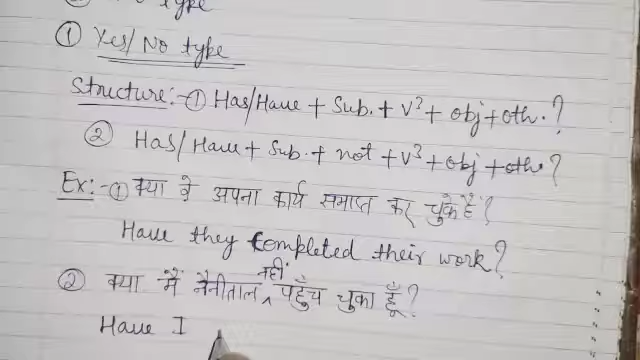 type
① Yes/No type
Structure:-① Has/Have + Sub. + V³ + obj + oth. ?
② Has/Have + Sub. + not + V³ + obj + oth. ?
Ex:-① क्या वे अपना कार्य समाप्त कर चुके हैं?
Have they completed their work?
② क्या मैं नैनीताल नहीं पहुँच चुका हूँ?
Have I